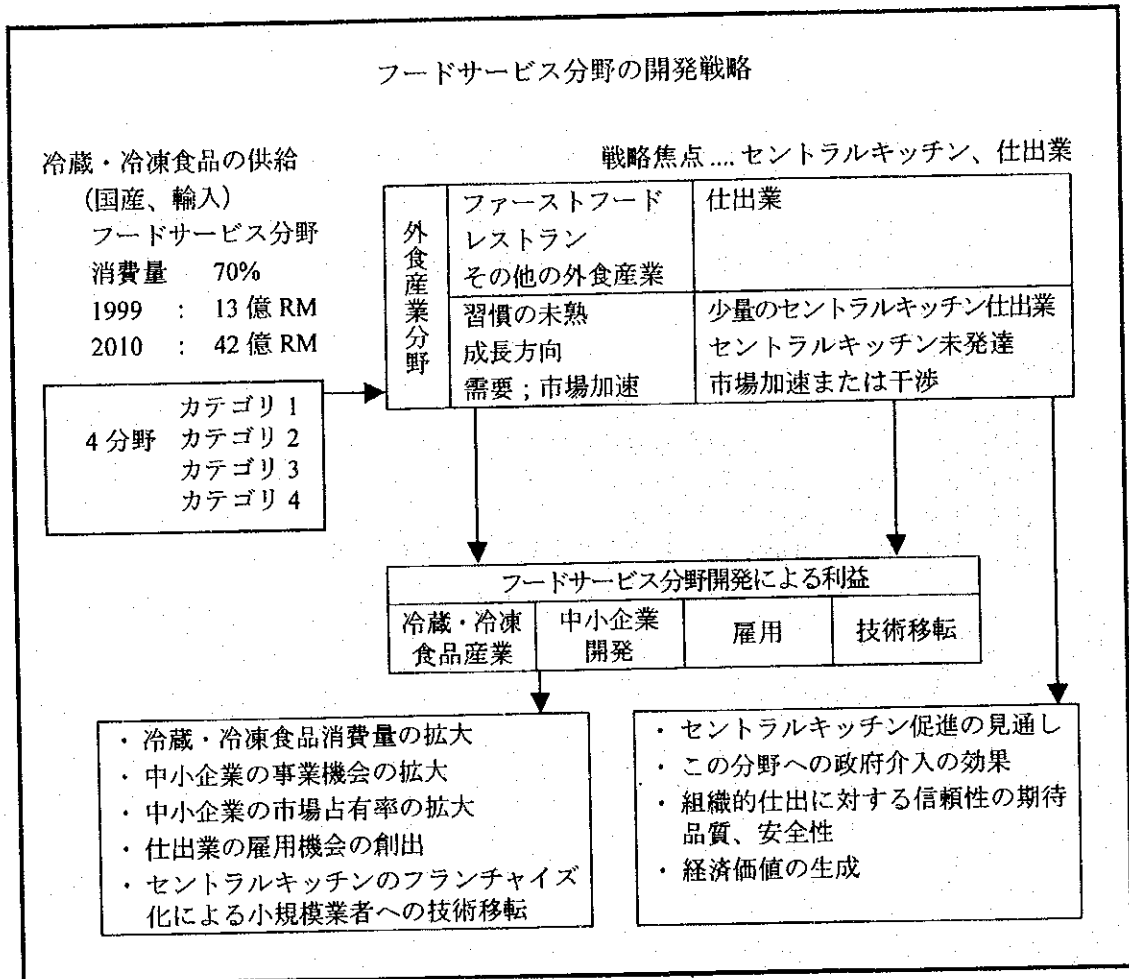 フードサービス分野の開発戦略
冷蔵・冷凍食品の供給
(国産、輸入)
フードサービス分野
消費量 70%
1999 : 13億 RM
2010 : 42億 RM
4分野
カテゴリ 1
カテゴリ 2
カテゴリ 3
カテゴリ 4
戦略焦点 .... セントラルキッチン、仕出業
外食産業分野
ファーストフード
レストラン
その他の外食産業
仕出業
習慣の未熟
成長方向
需要；市場加速
少量のセントラルキッチン仕出業
セントラルキッチン未発達
市場加速または干渉
フードサービス分野開発による利益
冷蔵・冷凍
食品産業
中小企業
開発
雇用
技術移転
・ 冷蔵・冷凍食品消費量の拡大
・ 中小企業の事業機会の拡大
・ 中小企業の市場占有率の拡大
・ 仕出業の雇用機会の創出
・ セントラルキッチンのフランチャイズ
化による小規模業者への技術移転
・ セントラルキッチン促進の見通し
・ この分野への政府介入の効果
・ 組織的仕出に対する信頼性の期待
品質、安全性
・ 経済価値の生成